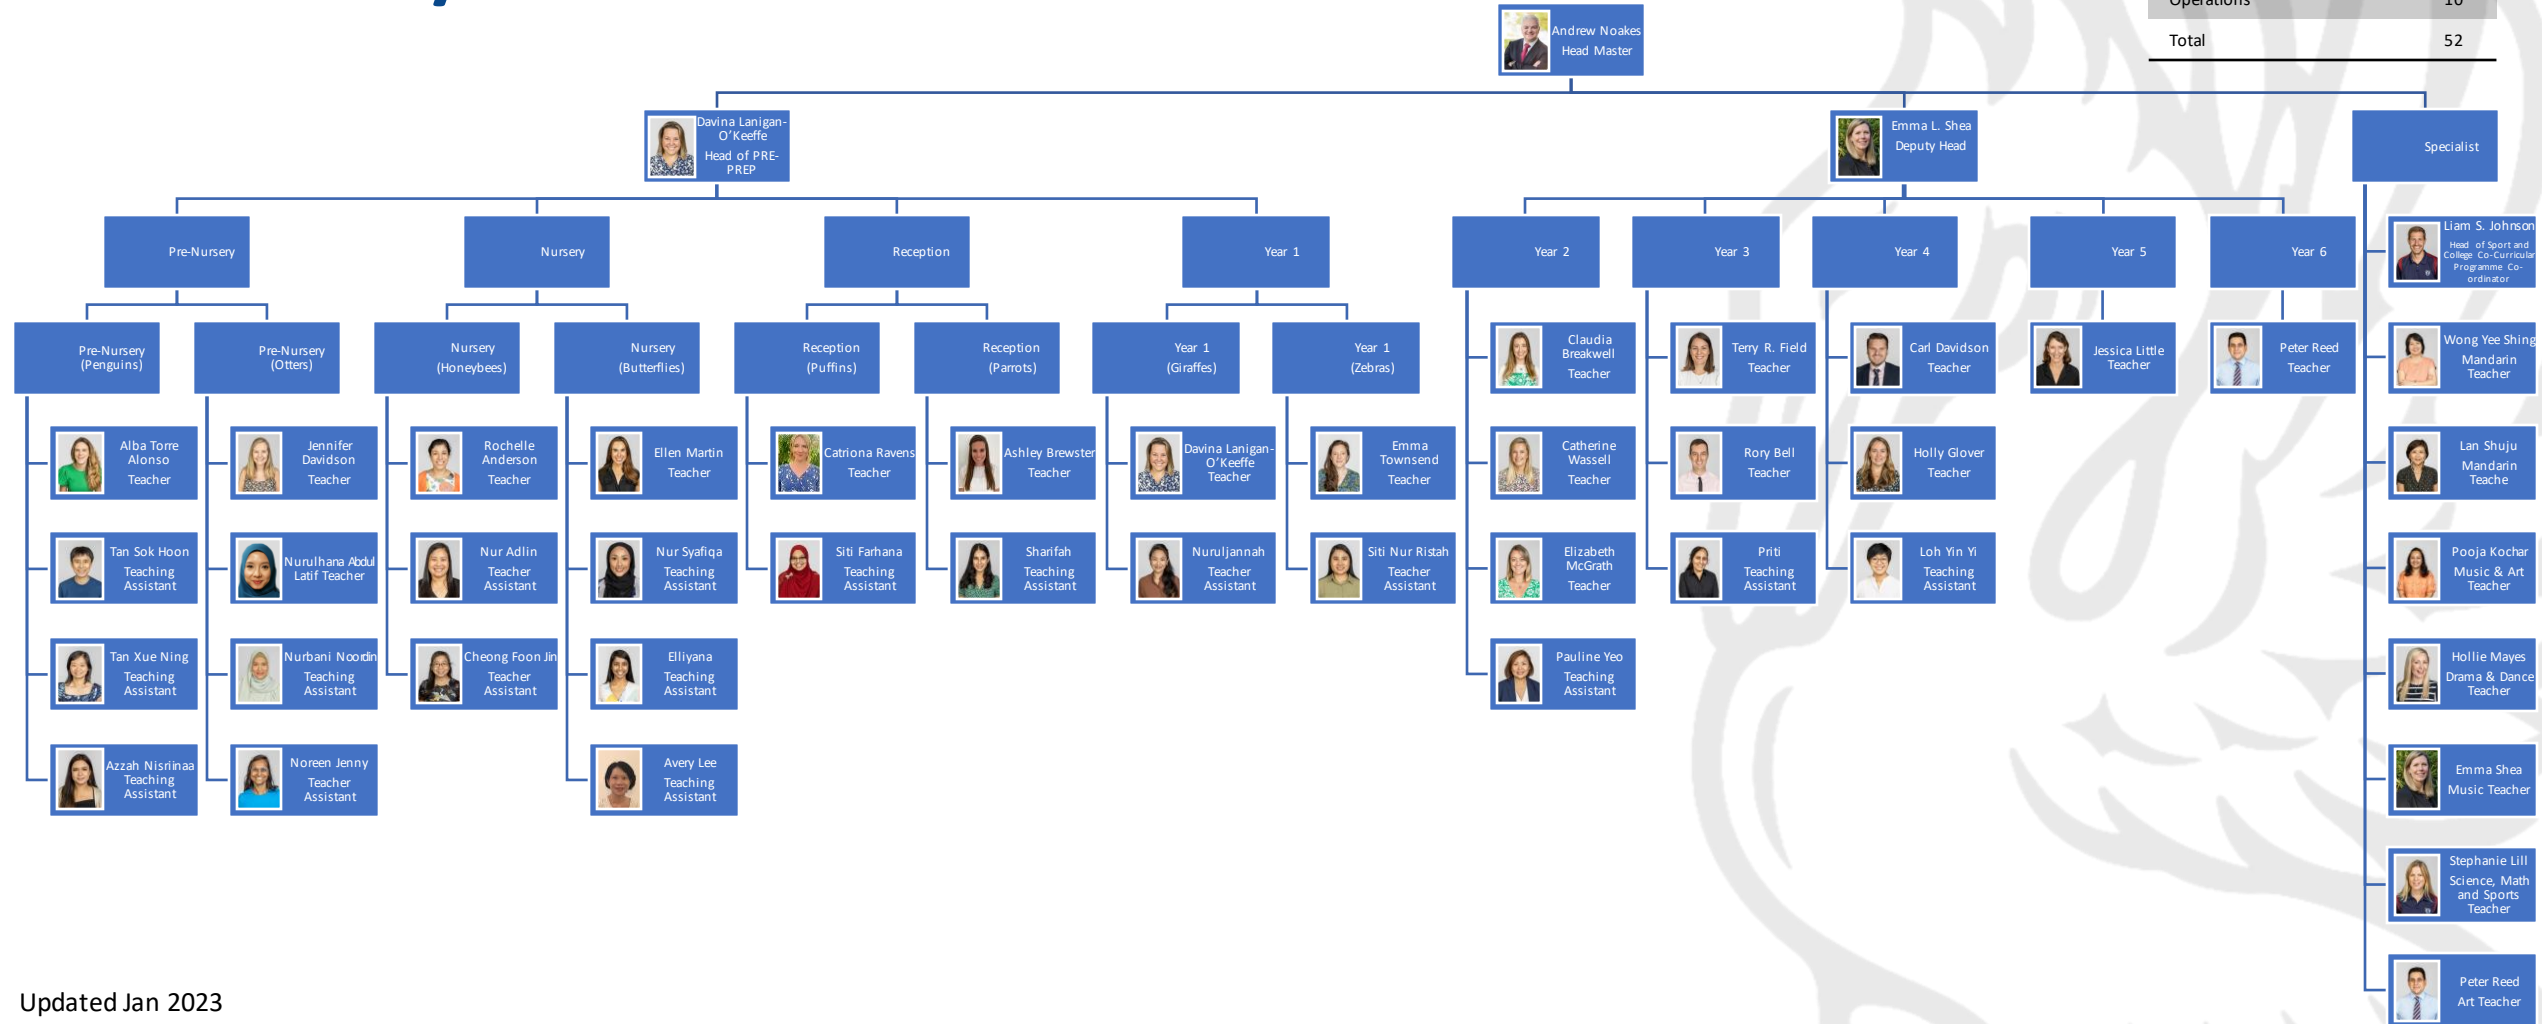 Operations 10
Total 52
Andrew Noakes
Head Master
Davina Lanigan-
O'Keeffe
Head of PRE-
PREP
Emma L. Shea
Deputy Head
Specialist
Pre-Nursery
Nursery
Reception
Year 1
Year 2
Year 3
Year 4
Year 5
Year 6
Liam S. Johnson
Head of Sport and
College Co-Curricular
Programme Co-
ordinator
Pre-Nursery
(Penguins)
Pre-Nursery
(Otters)
Nursery
(Honeybees)
Nursery
(Butterflies)
Reception
(Puffins)
Reception
(Parrots)
Year 1
(Giraffes)
Year 1
(Zebras)
Claudia
Breakwell
Teacher
Terry R. Field
Teacher
Carl Davidson
Teacher
Jessica Little
Teacher
Peter Reed
Teacher
Wong Yee Shing
Mandarin
Teacher
Alba Torre
Alonso
Teacher
Jennifer
Davidson
Teacher
Rochelle
Anderson
Teacher
Ellen Martin
Teacher
Catriona Ravens
Teacher
Ashley Brewster
Teacher
Davina Lanigan-
O'Keeffe
Teacher
Emma
Townsend
Teacher
Catherine
Wassell
Teacher
Rory Bell
Teacher
Holly Glover
Teacher
Lan Shuju
Mandarin
Teache
Tan Sok Hoon
Teaching
Assistant
Nurulhana Abdul
Latif Teacher
Nur Adlin
Teacher
Assistant
Nur Syafiqa
Teaching
Assistant
Siti Farhana
Teaching
Assistant
Sharifah
Teaching
Assistant
Nuruljannah
Teacher
Assistant
Siti Nur Ristah
Teacher
Assistant
Elizabeth
McGrath
Teacher
Priti
Teaching
Assistant
Loh Yin Yi
Teaching
Assistant
Pooja Kochar
Music & Art
Teacher
Tan Xue Ning
Teaching
Assistant
Nurbani Noordin
Teaching
Assistant
Cheong Foon Jin
Teacher
Assistant
Elliyana
Teaching
Assistant
Pauline Yeo
Teaching
Assistant
Hollie Mayes
Drama & Dance
Teacher
Azzah Nisriinaa
Teaching
Assistant
Noreen Jenny
Teacher
Assistant
Avery Lee
Teaching
Assistant
Emma Shea
Music Teacher
Stephanie Lill
Science, Math
and Sports
Teacher
Peter Reed
Art Teacher
Updated Jan 2023